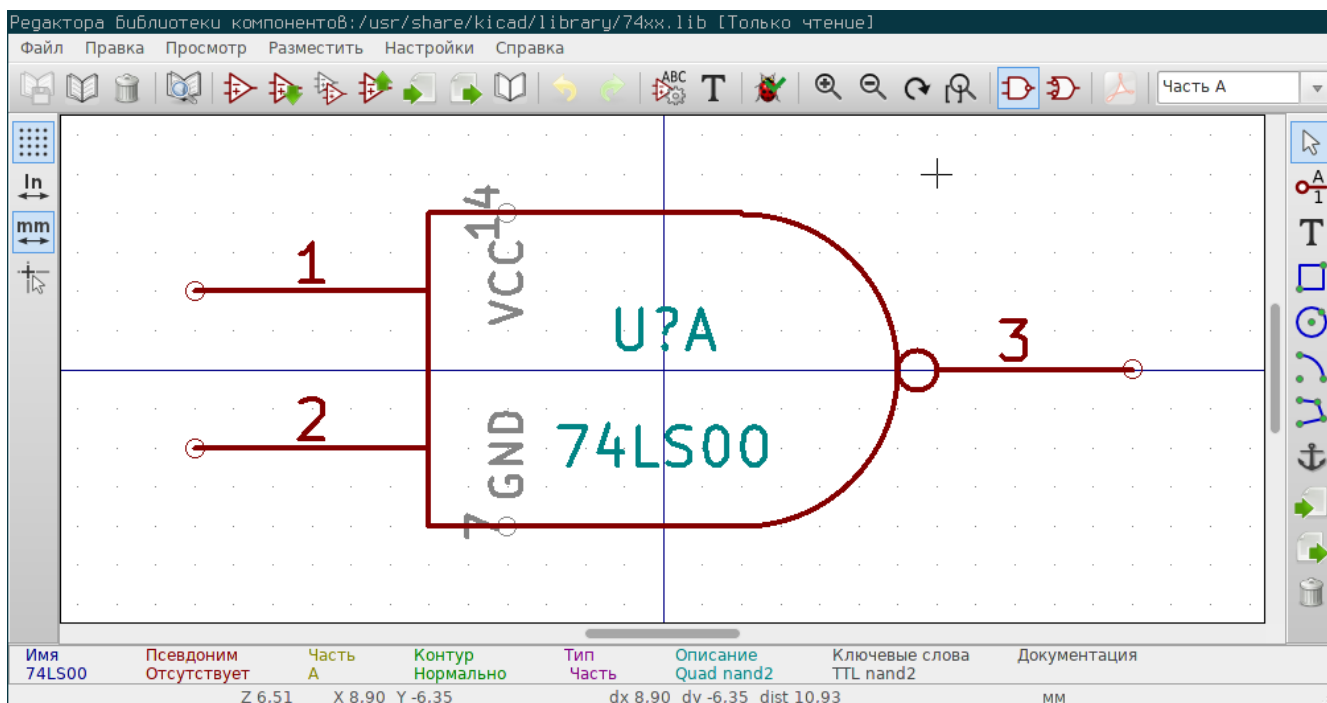 Редактора библиотеки компонентов:/usr/share/kicad/library/74xx.lib [Только чтение]
Файл Правка Просмотр Разместить Настройки Справка
ABC T Часть А
In
mm
A
1
T
14
VCC
1
U?A
3
2
GND
74LS00
7
Имя Псевдоним Часть Контур Тип Описание Ключевые слова Документация
74LS00 Отсутствует A Нормально Часть Quad nand2 TTL nand2
Z 6,51 X 8,90 Y -6,35 dx 8,90 dy -6,35 dist 10,93 мм